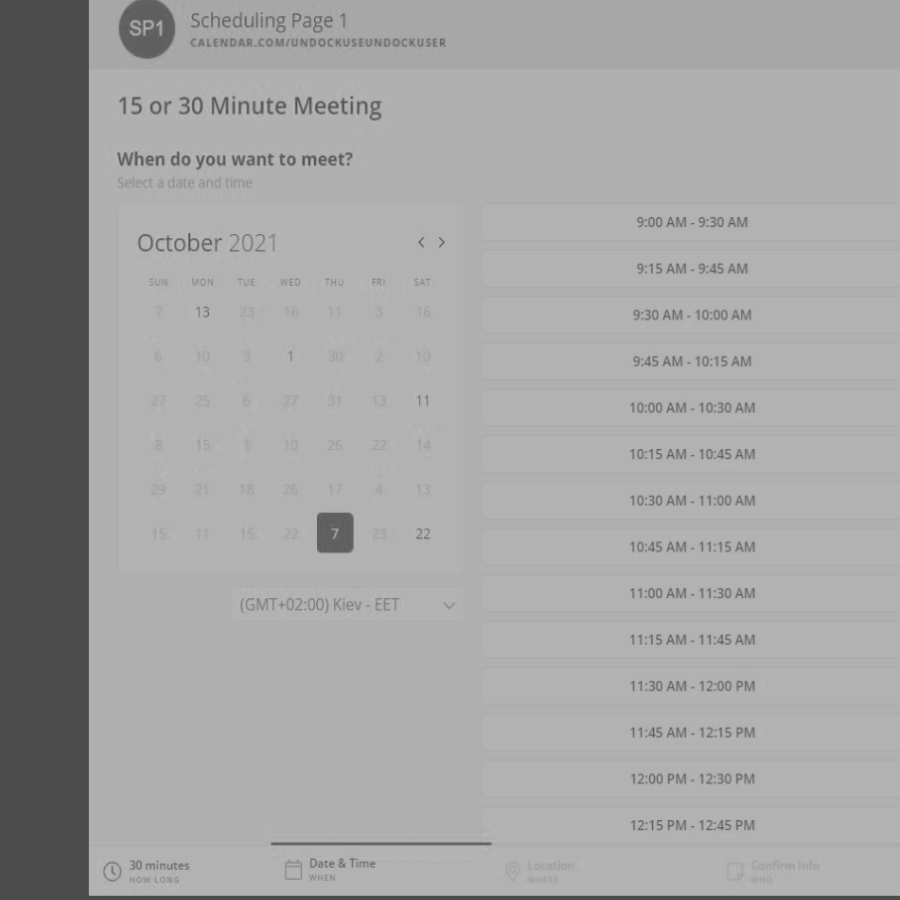 SP1
Scheduling Page 1
CALENDAR.COM/UNDOCKUSEUNDOCKUSER
15 or 30 Minute Meeting
When do you want to meet?
Select a date and time
October 2021
SUN MON TUE WED THU FRI SAT
7 13 23 16 11 3 16
6 10 3 1 30 2 10
27 25 6 27 31 13 11
8 15 1 10 26 22 14
29 21 18 26 17 4 13
15 11 15 22 7 23 22
(GMT+02:00) Kiev - EET
9:00 AM - 9:30 AM
9:15 AM - 9:45 AM
9:30 AM - 10:00 AM
9:45 AM - 10:15 AM
10:00 AM - 10:30 AM
10:15 AM - 10:45 AM
10:30 AM - 11:00 AM
10:45 AM - 11:15 AM
11:00 AM - 11:30 AM
11:15 AM - 11:45 AM
11:30 AM - 12:00 PM
11:45 AM - 12:15 PM
12:00 PM - 12:30 PM
12:15 PM - 12:45 PM
30 minutes
HOW LONG
Date & Time
WHEN
Location
WHERE
Confirm Info
WHO